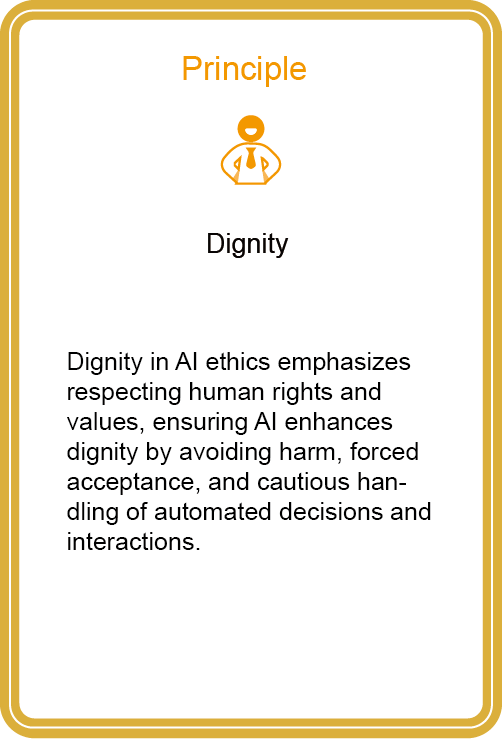 Principle
Dignity
Dignity in AI ethics emphasizes
respecting human rights and
values, ensuring AI enhances
dignity by avoiding harm, forced
acceptance, and cautious han-
dling of automated decisions and
interactions.